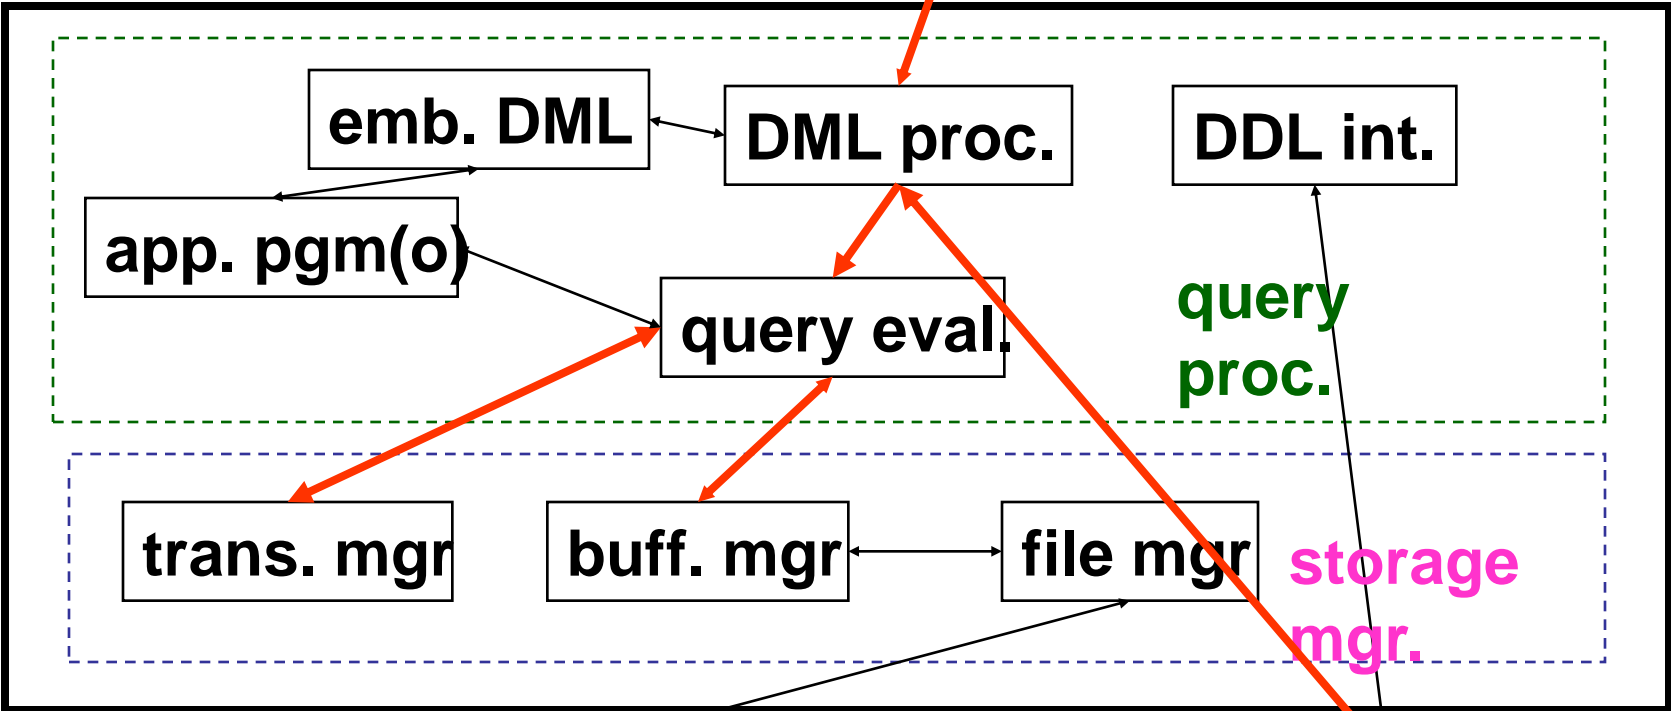 emb. DML
DML proc.
DDL int.
app. pgm(o)
query eval.
query
proc.
trans. mgr
buff. mgr
file mgr
storage
mgr.